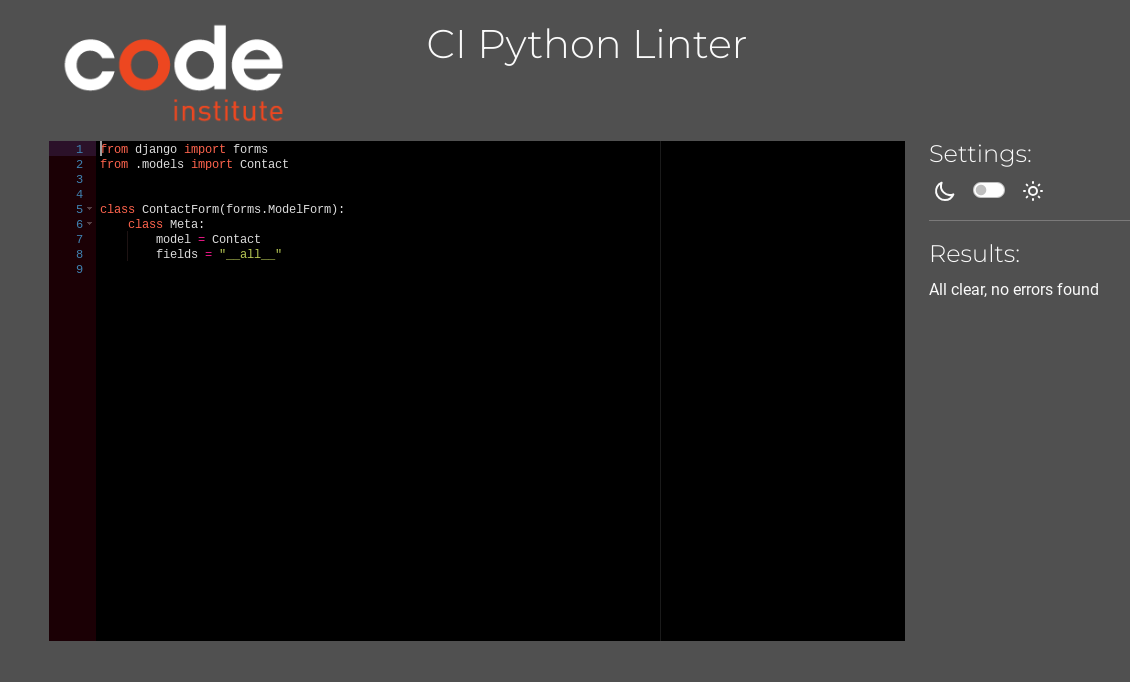 code
institute
CI Python Linter
1 from django import forms
2 from .models import Contact
3
4
5 class ContactForm(forms.ModelForm):
6     class Meta:
7         model = Contact
8         fields = "__all__"
9
Settings:
Results:
All clear, no errors found